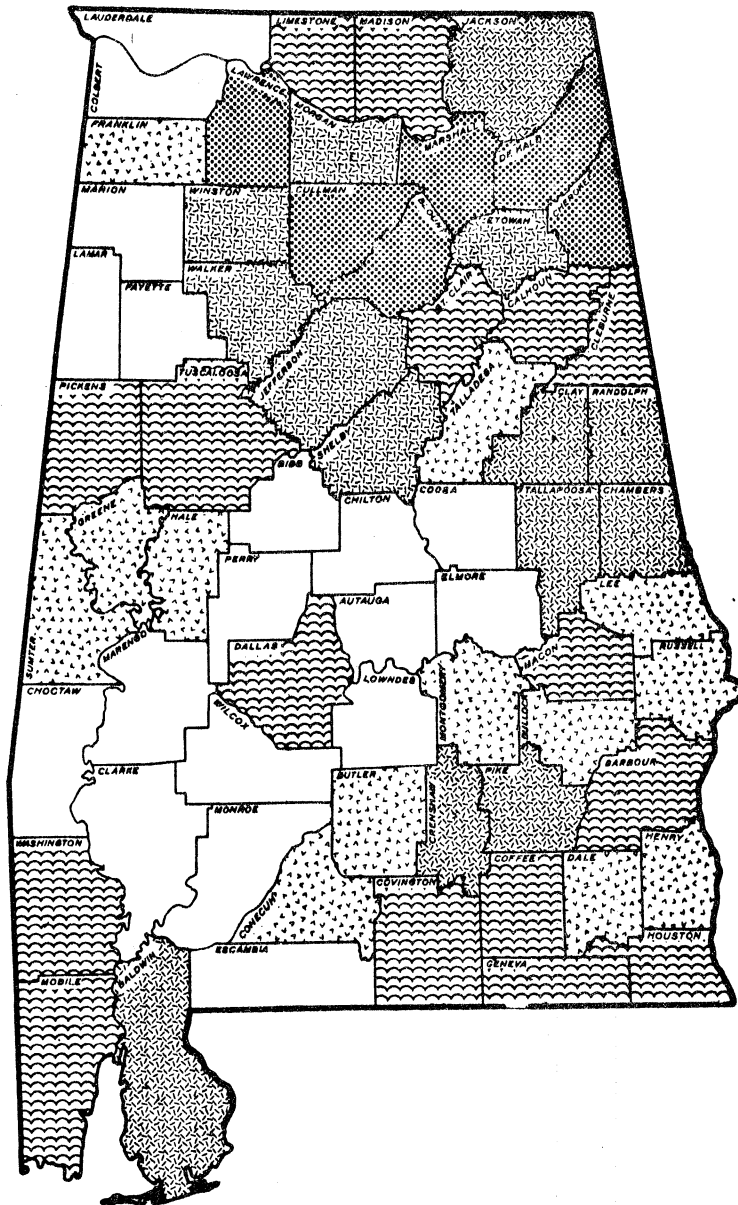 LAUDERDALE
LIMESTONE
MADISON
JACKSON
COLBERT
LAWRENCE
MORGAN
FRANKLIN
MARSHALL
DE KALB
MARION
WINSTON
CULLMAN
CHEROKEE
BLOUNT
ETOWAH
LAMAR
WALKER
FAYETTE
CLAIR
CALHOUN
CLEBURNE
TUSCALOOSA
JEFFERSON
PICKENS
TALLADEGA
CLAY
RANDOLPH
SHELBY
BIBB
GREENE
HALE
CHILTON
COOSA
TALLAPOOSA
CHAMBERS
PERRY
ELMORE
LEE
SUMTER
AUTAUGA
MARENGO
DALLAS
MACON
RUSSELL
CHOCTAW
LOWNDES
MONTGOMERY
BULLOCK
WILCOX
CLARKE
BUTLER
PIKE
BARBOUR
CRENSHAW
MONROE
WASHINGTON
HENRY
COFFEE
DALE
COVINGTON
CONECUH
ESCAMBIA
HOUSTON
GENEVA
MOBILE
BALDWIN